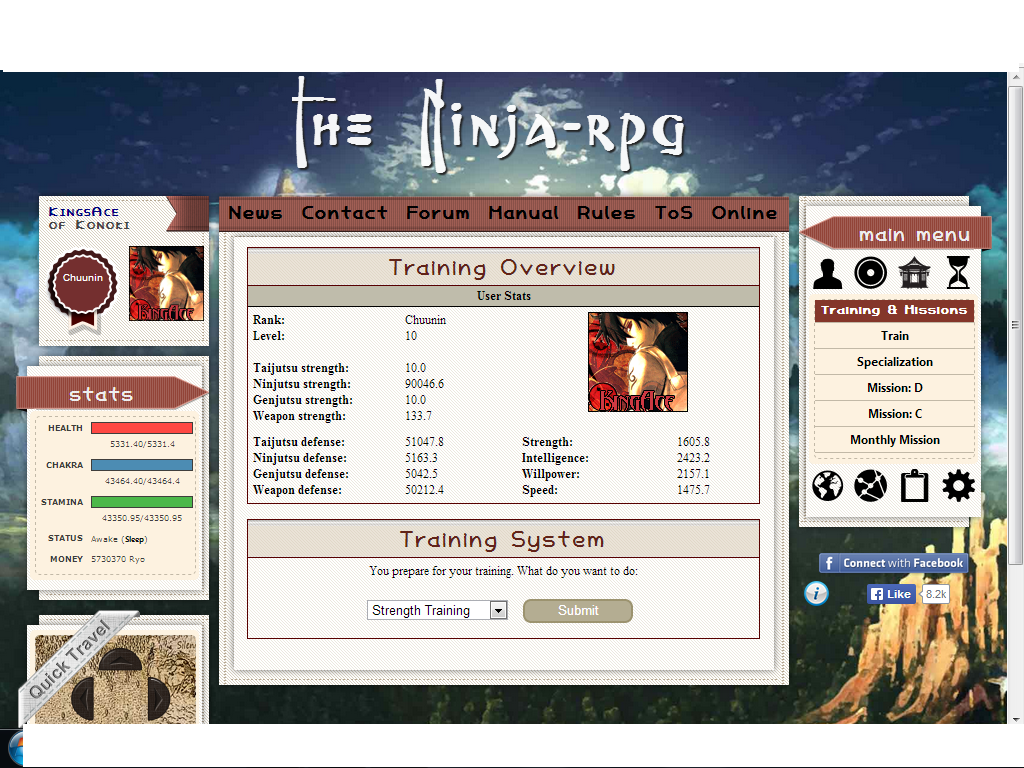 The Ninja-RPG
KingsAce
of Konoki
Chuunin
KingAce
News Contact Forum Manual Rules ToS Online
Training Overview
User Stats
Rank: Chuunin
Level: 10
Taijutsu strength: 10.0
Ninjutsu strength: 90046.6
Genjutsu strength: 10.0
Weapon strength: 133.7
KingAce
Taijutsu defense: 51047.8 Strength: 1605.8
Ninjutsu defense: 5163.3 Intelligence: 2423.2
Genjutsu defense: 5042.5 Willpower: 2157.1
Weapon defense: 50212.4 Speed: 1475.7
Training System
You prepare for your training. What do you want to do:
Strength Training Submit
stats
HEALTH
5331.40/5331.4
CHAKRA
43464.40/43464.4
STAMINA
43350.95/43350.95
STATUS Awake (Sleep)
MONEY 5730370 Ryo
Quick Travel
Silen
main menu
Training & Missions
Train
Specialization
Mission: D
Mission: C
Monthly Mission
f Connect with Facebook
i f Like 8.2k